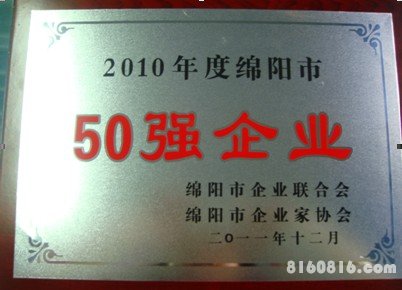 2010年度绵阳市
50强企业
绵阳市企业联合会
绵阳市企业家协会
二O一一年十二月
8160816.com